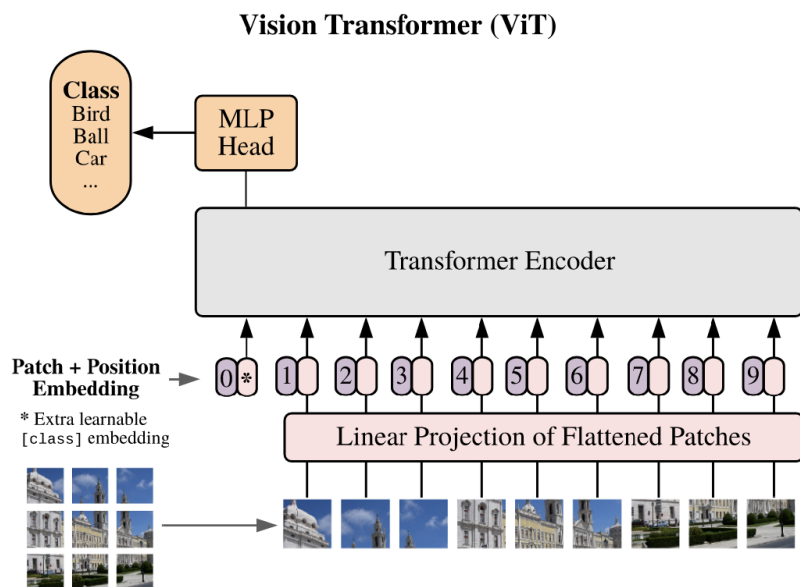 Vision Transformer (ViT)
Class
Bird
Ball
Car
...
MLP
Head
Transformer Encoder
Patch + Position
Embedding
0 * 1 2 3 4 5 6 7 8 9
* Extra learnable
[class] embedding
Linear Projection of Flattened Patches